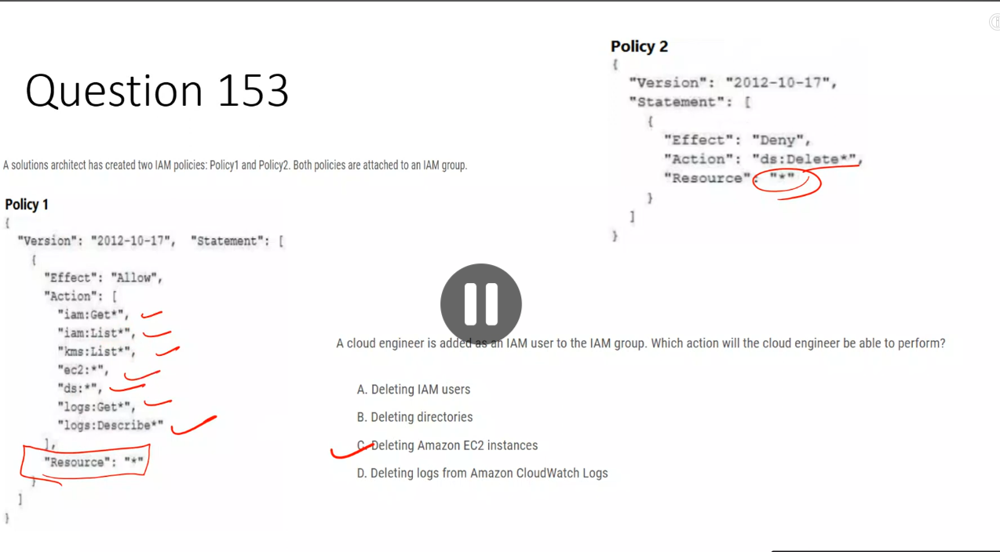 Question 153
A solutions architect has created two IAM policies: Policy1 and Policy2. Both policies are attached to an IAM group.
Policy 1
{
"Version": "2012-10-17", "Statement": [
{
"Effect": "Allow",
"Action": [
"iam:Get*",
"iam:List*",
"kms:List*",
"ec2:*",
"ds:*",
"logs:Get*",
"logs:Describe*"
],
"Resource": "*"
}
]
}
Policy 2
{
"Version": "2012-10-17",
"Statement": [
{
"Effect": "Deny",
"Action": "ds:Delete*",
"Resource": "*"
}
]
}
A cloud engineer is added as an IAM user to the IAM group. Which action will the cloud engineer be able to perform?
A. Deleting IAM users
B. Deleting directories
C. Deleting Amazon EC2 instances
D. Deleting logs from Amazon CloudWatch Logs